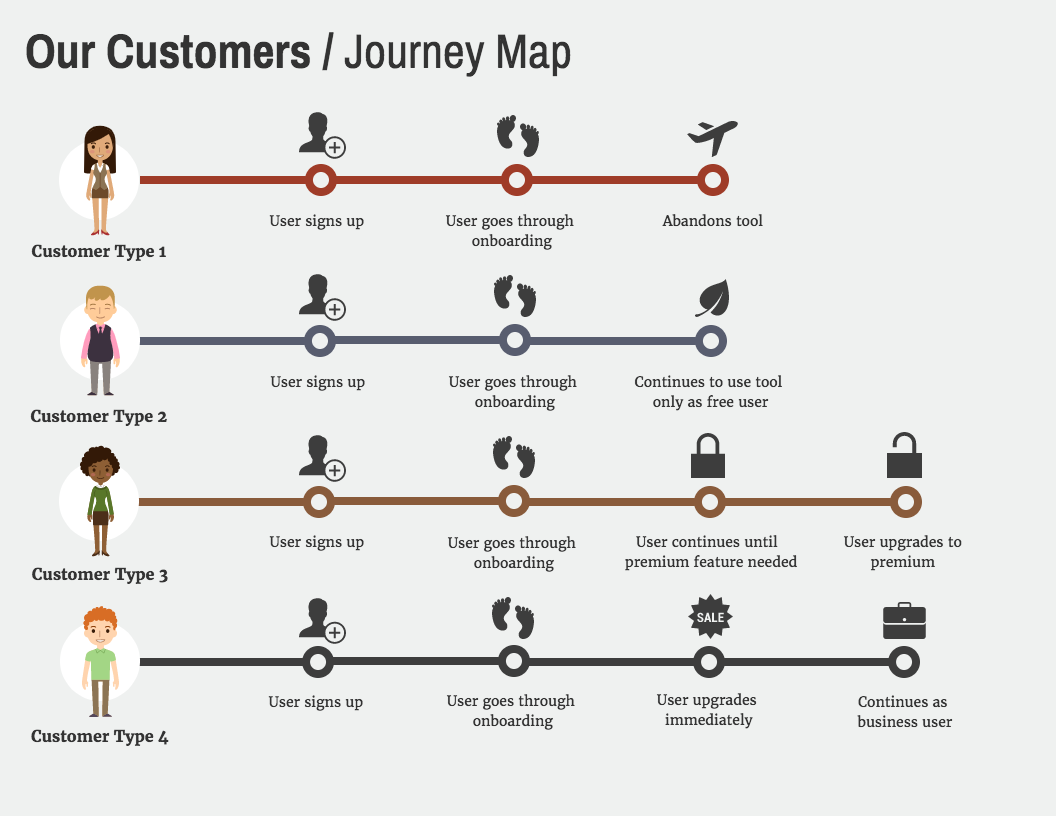 Our Customers / Journey Map
User signs up
User goes through
onboarding
Abandons tool
Customer Type 1
User signs up
User goes through
onboarding
Continues to use tool
only as free user
Customer Type 2
User signs up
User goes through
onboarding
User continues until
premium feature needed
User upgrades to
premium
Customer Type 3
SALE
User signs up
User goes through
onboarding
User upgrades
immediately
Continues as
business user
Customer Type 4